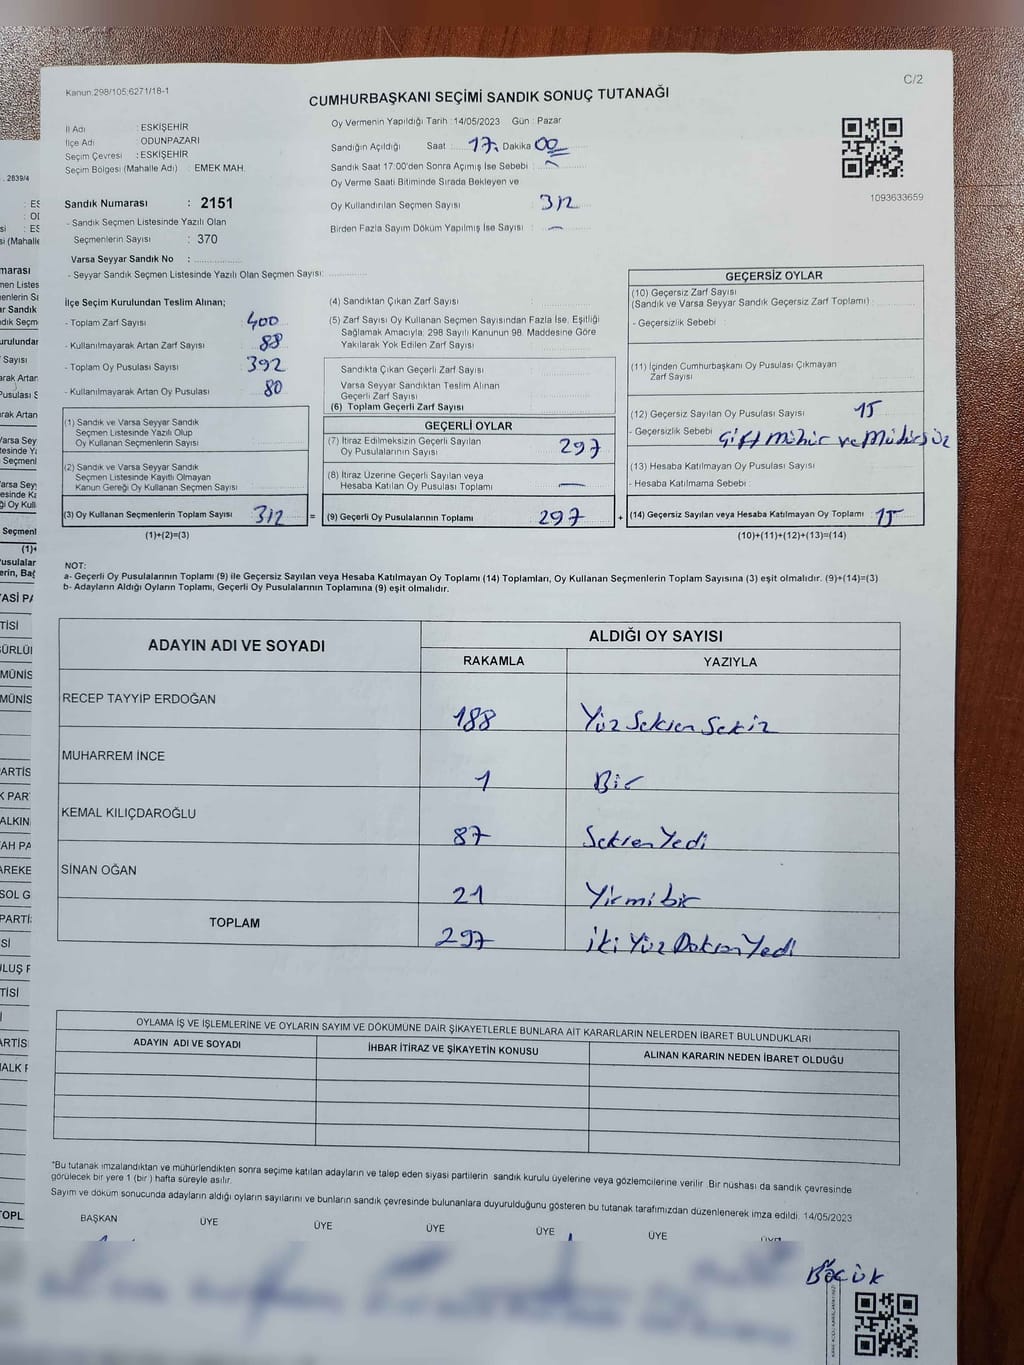 Kanun 298/105,6271/18-1
C/2
CUMHURBAŞKANI SEÇİMİ SANDIK SONUÇ TUTANAĞI
İl Adı : ESKİŞEHİR
İlçe Adı : ODUNPAZARI
Seçim Çevresi : ESKİŞEHİR
Seçim Bölgesi (Mahalle Adı) : EMEK MAH.
Oy Vermenin Yapıldığı Tarih :14/05/2023 Gün : Pazar
Sandığın Açıldığı Saat 17 Dakika 00
Sandık Saat 17:00'den Sonra Açımış İse Sebebi :
Oy Verme Saati Bitiminde Sırada Bekleyen ve
Oy Kullandırılan Seçmen Sayısı 312
Birden Fazla Sayım Döküm Yapılmış İse Sayısı : —
1093633659
Sandık Numarası : 2151
- Sandık Seçmen Listesinde Yazılı Olan
Seçmenlerin Sayısı : 370
Varsa Seyyar Sandık No :
- Seyyar Sandık Seçmen Listesinde Yazılı Olan Seçmen Sayısı:
İlçe Seçim Kurulundan Teslim Alınan;
- Toplam Zarf Sayısı 400
- Kullanılmayarak Artan Zarf Sayısı 88
- Toplam Oy Pusulası Sayısı 392
- Kullanılmayarak Artan Oy Pusulası 80
(1) Sandık ve Varsa Seyyar Sandık
Seçmen Listesinde Yazılı Olup
Oy Kullanan Seçmenlerin Sayısı
(2) Sandık ve Varsa Seyyar Sandık
Seçmen Listesinde Kayıtlı Olmayan
Kanun Gereği Oy Kullanan Seçmen Sayısı
(3) Oy Kullanan Seçmenlerin Toplam Sayısı 312 =
(1)+(2)=(3)
(4) Sandıktan Çıkan Zarf Sayısı
(5) Zarf Sayısı Oy Kullanan Seçmen Sayısından Fazla İse, Eşitliği
Sağlamak Amacıyla, 298 Sayılı Kanunun 98. Maddesine Göre
Yakılarak Yok Edilen Zarf Sayısı
Sandıkta Çıkan Geçerli Zarf Sayısı
Varsa Seyyar Sandıktan Teslim Alınan
Geçerli Zarf Sayısı
(6) Toplam Geçerli Zarf Sayısı
GEÇERLİ OYLAR
(7) İtiraz Edilmeksizin Geçerli Sayılan
Oy Pusulalarının Sayısı 297
(8) İtiraz Üzerine Geçerli Sayılan veya
Hesaba Katılan Oy Pusulası Toplamı —
(9) Geçerli Oy Pusulalarının Toplamı 297 +
GEÇERSİZ OYLAR
(10) Geçersiz Zarf Sayısı
(Sandık ve Varsa Seyyar Sandık Geçersiz Zarf Toplamı)
- Geçersizlik Sebebi :
(11) İçinden Cumhurbaşkanı Oy Pusulası Çıkmayan
Zarf Sayısı
(12) Geçersiz Sayılan Oy Pusulası Sayısı 15
- Geçersizlik Sebebi Çift mühür ve Mühürsüz
(13) Hesaba Katılmayan Oy Pusulası Sayısı
- Hesaba Katılmama Sebebi :
(14) Geçersiz Sayılan veya Hesaba Katılmayan Oy Toplamı 15
(10)+(11)+(12)+(13)=(14)
NOT:
a- Geçerli Oy Pusulalarının Toplamı (9) ile Geçersiz Sayılan veya Hesaba Katılmayan Oy Toplamı (14) Toplamları, Oy Kullanan Seçmenlerin Toplam Sayısına (3) eşit olmalıdır. (9)+(14)=(3)
b- Adayların Aldığı Oyların Toplamı, Geçerli Oy Pusulalarının Toplamına (9) eşit olmalıdır.
ADAYIN ADI VE SOYADI
ALDIĞI OY SAYISI
RAKAMLA YAZIYLA
RECEP TAYYİP ERDOĞAN 188 Yüz Seksen Sekiz
MUHARREM İNCE 1 Bir
KEMAL KILIÇDAROĞLU 87 Seksen Yedi
SİNAN OĞAN 21 Yirmi bir
TOPLAM 297 iki Yüz Doksan Yedi
OYLAMA İŞ VE İŞLEMLERİNE VE OYLARIN SAYIM VE DÖKÜMÜNE DAİR ŞİKAYETLERLE BUNLARA AİT KARARLARIN NELERDEN İBARET BULUNDUKLARI
ADAYIN ADI VE SOYADI İHBAR İTİRAZ VE ŞİKAYETİN KONUSU ALINAN KARARIN NEDEN İBARET OLDUĞU
*Bu tutanak imzalandıktan ve mühürlendikten sonra seçime katılan adayların ve talep eden siyasi partilerin sandık kurulu üyelerine veya gözlemcilerine verilir. Bir nüshası da sandık çevresinde
görülecek bir yere 1 (bir) hafta süreyle asılır.
Sayım ve döküm sonucunda adayların aldığı oyların sayılarını ve bunların sandık çevresinde bulunanlara duyurulduğunu gösteren bu tutanak tarafımızdan düzenlenerek imza edildi. 14/05/2023
BAŞKAN ÜYE ÜYE ÜYE ÜYE ÜYE ÜYE